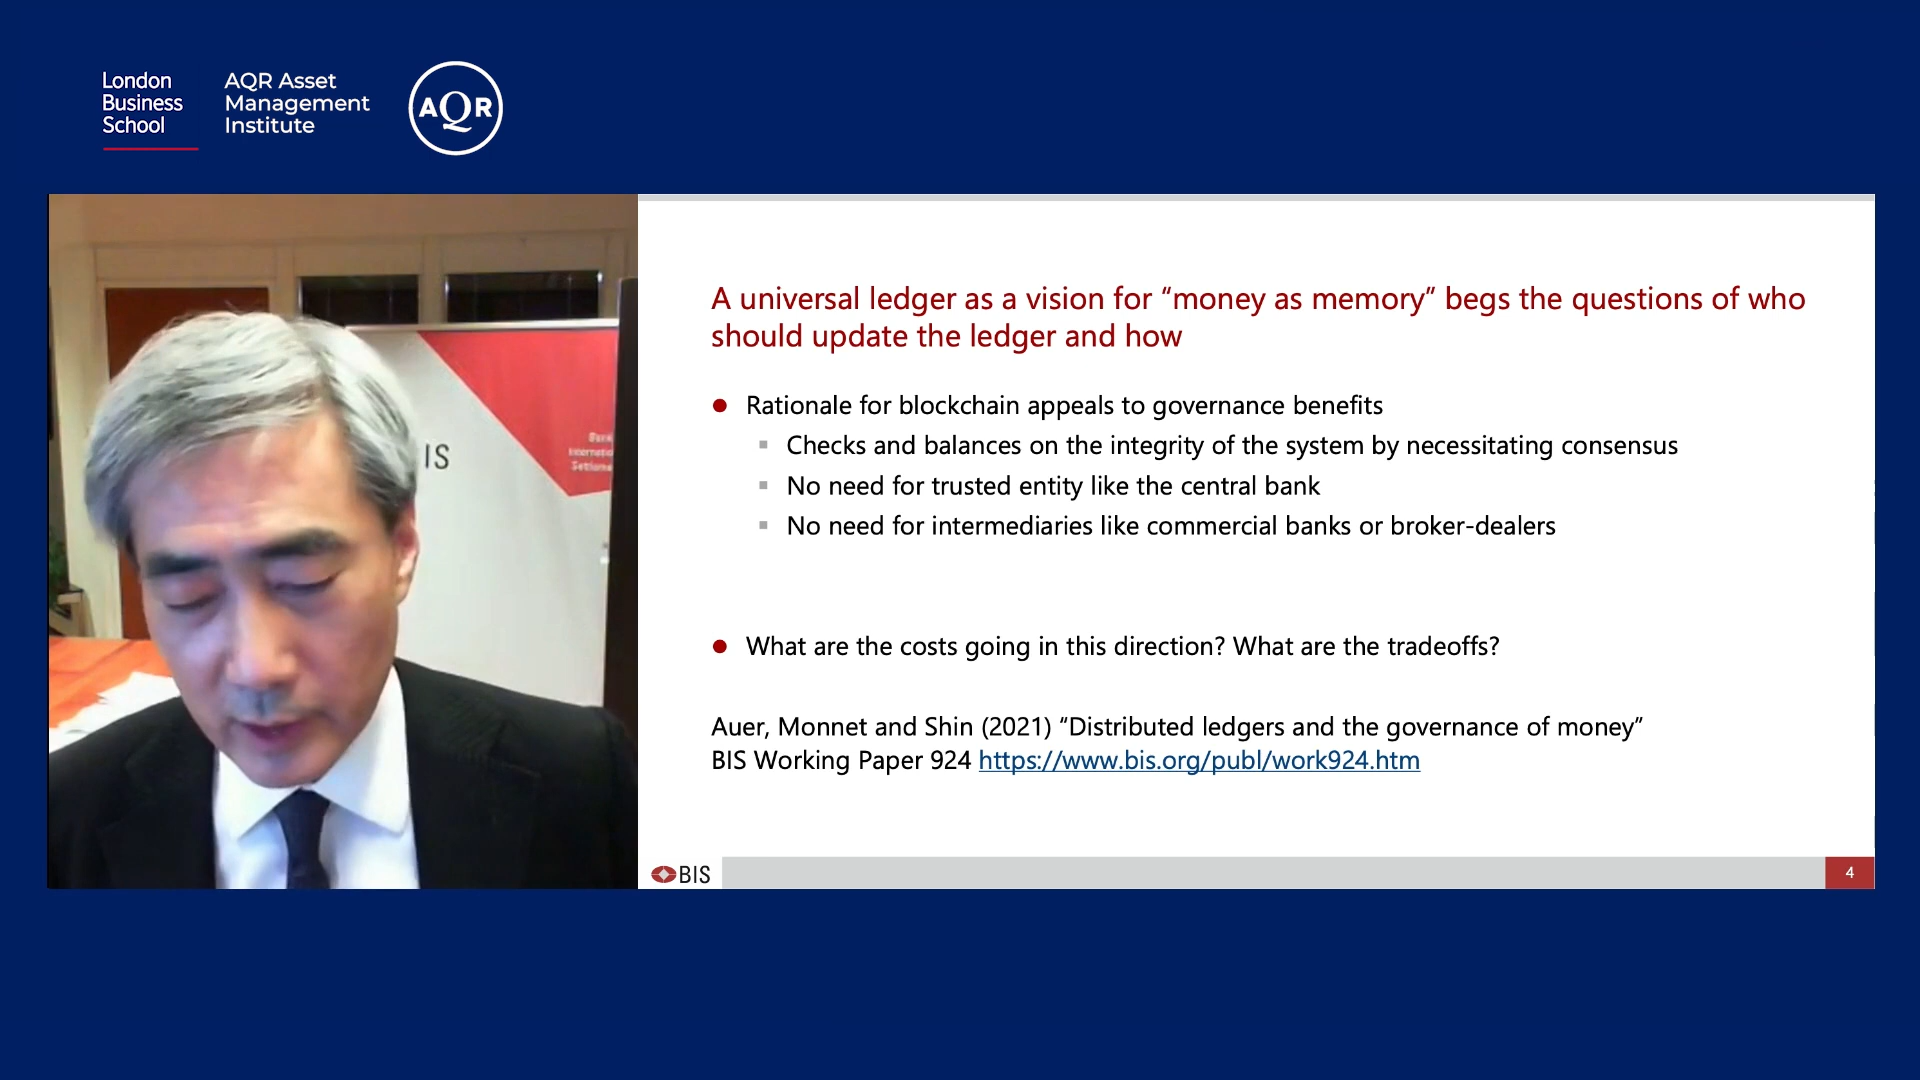 London
Business
School
AQR Asset
Management
Institute
AQR
IS
A universal ledger as a vision for “money as memory” begs the questions of who
should update the ledger and how
● Rationale for blockchain appeals to governance benefits
▪ Checks and balances on the integrity of the system by necessitating consensus
▪ No need for trusted entity like the central bank
▪ No need for intermediaries like commercial banks or broker-dealers
● What are the costs going in this direction? What are the tradeoffs?
Auer, Monnet and Shin (2021) “Distributed ledgers and the governance of money”
BIS Working Paper 924 https://www.bis.org/publ/work924.htm
BIS
4